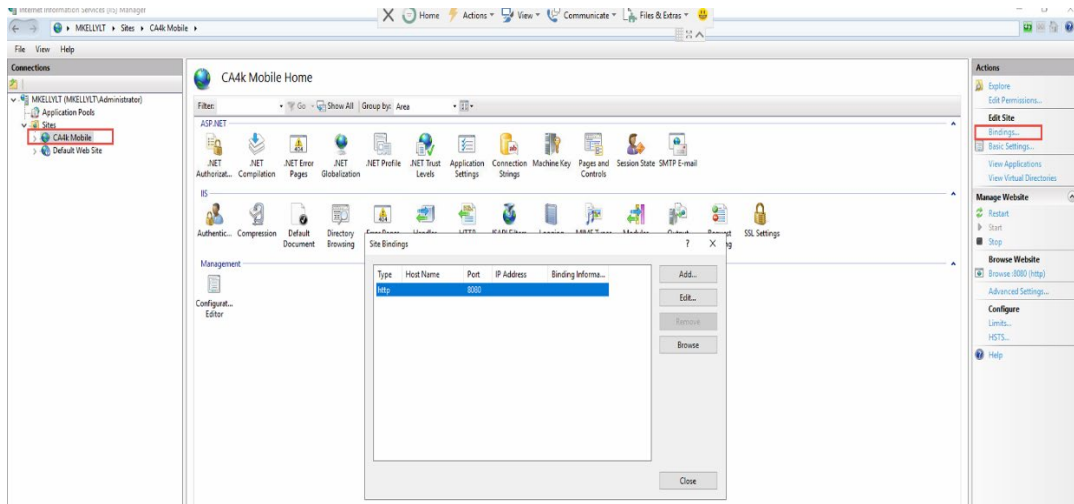 Internet Information Services (IIS) Manager
Home Actions View Communicate Files & Extras
MKELLYLT Sites CA4k Mobile
File View Help
Connections
MKELLYLT (MKELLYLT\Administrator)
Application Pools
Sites
CA4k Mobile
Default Web Site
CA4k Mobile Home
Filter: Go Show All Group by: Area
ASP.NET
.NET Authorizat...
.NET Compilation
.NET Error Pages
.NET Globalization
.NET Profile
.NET Trust Levels
Application Settings
Connection Strings
Machine Key
Pages and Controls
Session State
SMTP E-mail
IIS
Authentic...
Compression
Default Document
Directory Browsing
SSL Settings
Management
Configurat... Editor
Site Bindings ? X
Type Host Name Port IP Address Binding Informa...
http 8080
Add...
Edit...
Remove
Browse
Close
Actions
Explore
Edit Permissions...
Edit Site
Bindings...
Basic Settings...
View Applications
View Virtual Directories
Manage Website
Restart
Start
Stop
Browse Website
Browse :8080 (http)
Advanced Settings...
Configure
Limits...
HSTS...
Help